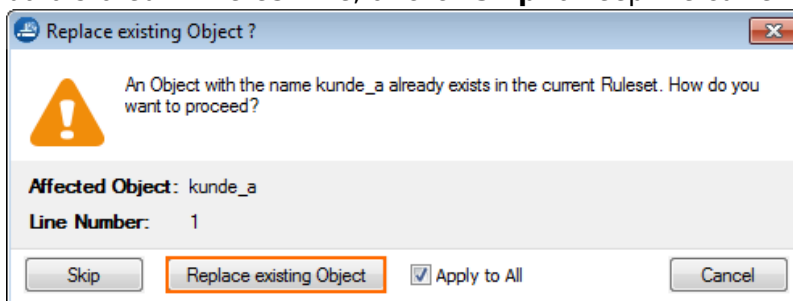 Replace existing Object ?
An Object with the name kunde_a already exists in the current Ruleset. How do you
want to proceed?
Affected Object: kunde_a
Line Number: 1
Skip Replace existing Object Apply to All Cancel